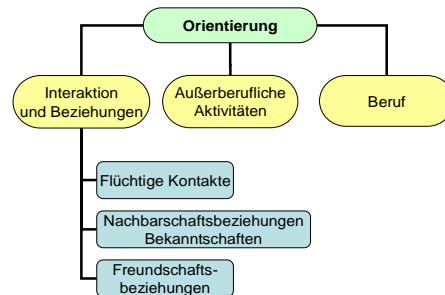 Orientierung
Interaktion
und Beziehungen
Außerberufliche
Aktivitäten
Beruf
Flüchtige Kontakte
Nachbarschaftsbeziehungen
Bekanntschaften
Freundschafts-
beziehungen